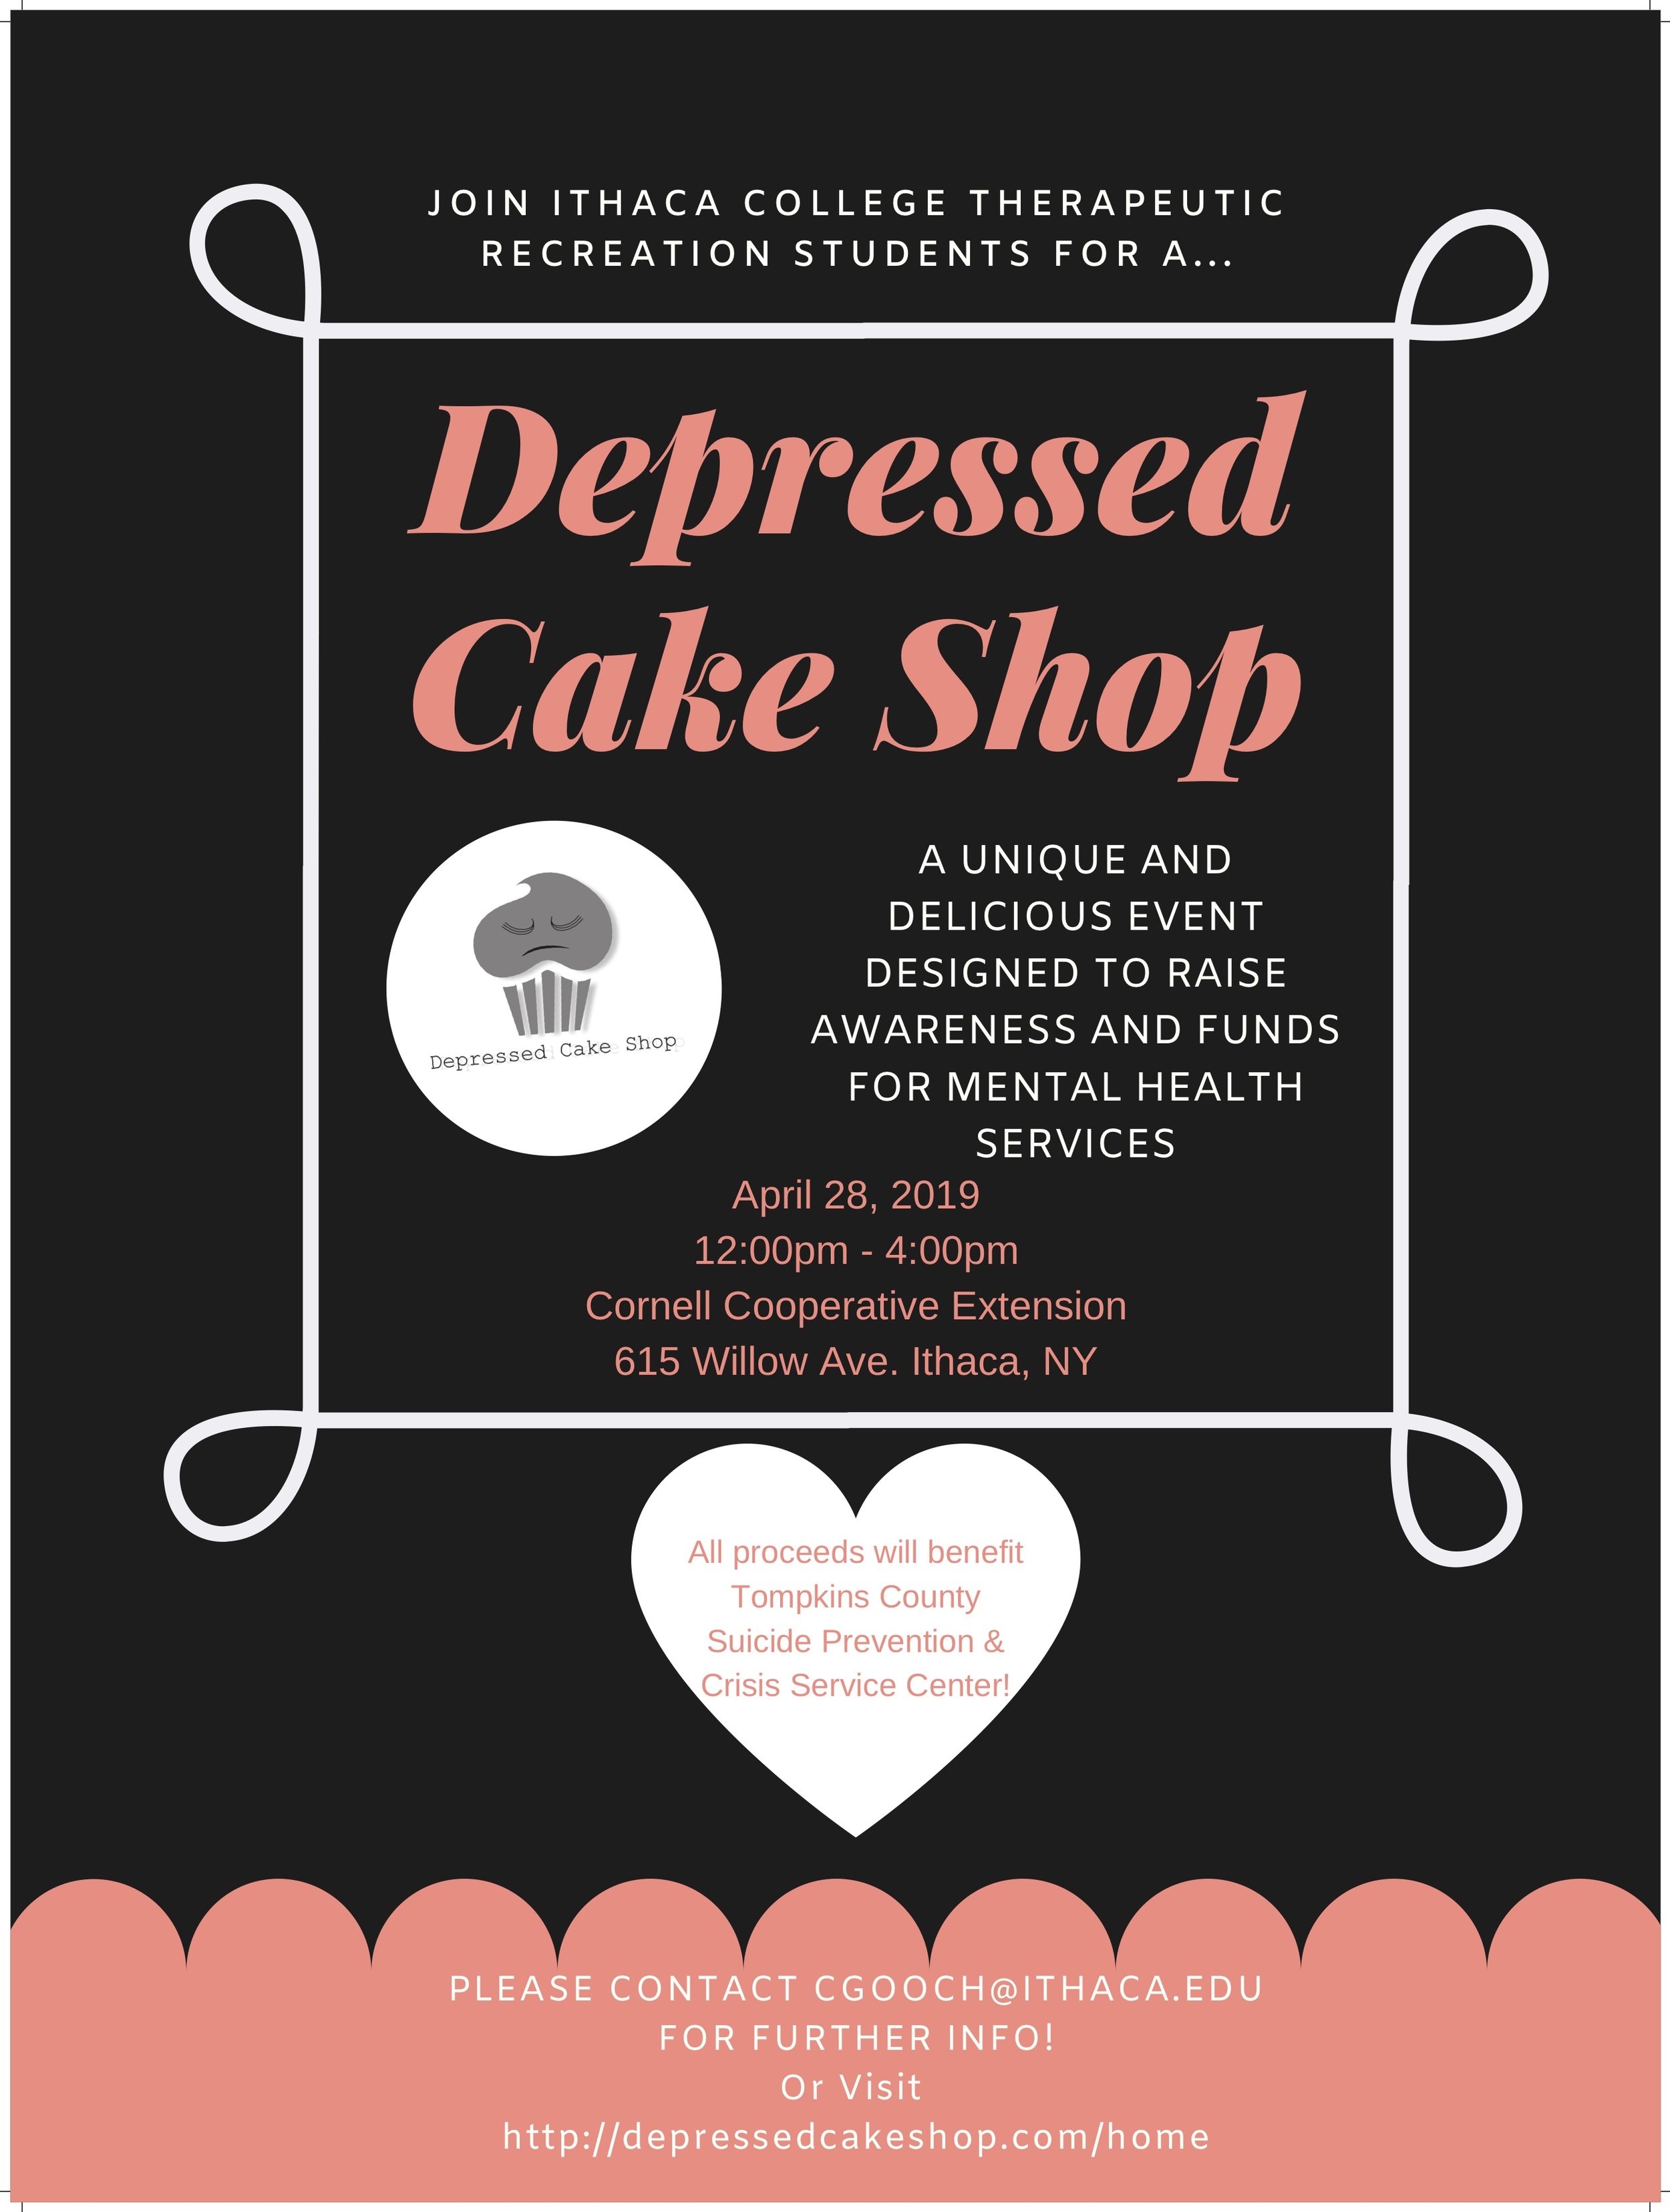 JOIN ITHACA COLLEGE THERAPEUTIC
RECREATION STUDENTS FOR A...
Depressed
Cake Shop
Depressed Cake Shop
A UNIQUE AND
DELICIOUS EVENT
DESIGNED TO RAISE
AWARENESS AND FUNDS
FOR MENTAL HEALTH
SERVICES
April 28, 2019
12:00pm - 4:00pm
Cornell Cooperative Extension
615 Willow Ave. Ithaca, NY
All proceeds will benefit
Tompkins County
Suicide Prevention &
Crisis Service Center!
PLEASE CONTACT CGOOCH@ITHACA.EDU
FOR FURTHER INFO!
Or Visit
http://depressedcakeshop.com/home